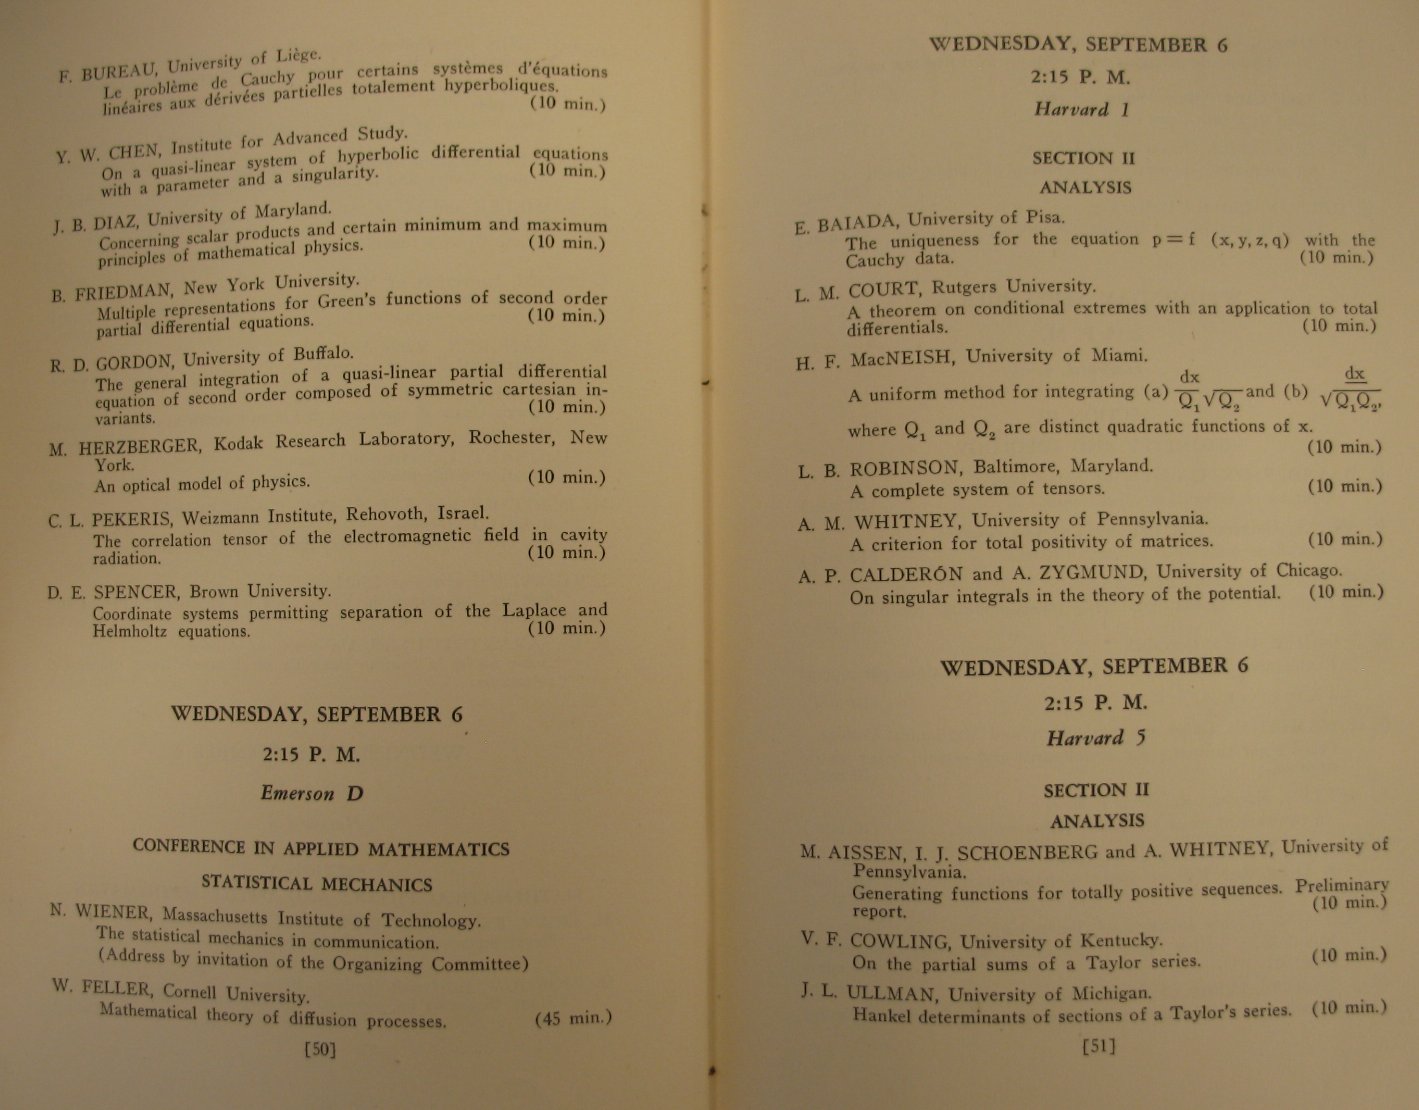 F. BUREAU, University of Liège.
Le problème de Cauchy pour certains systèmes d'équations
linéaires aux dérivées partielles totalement hyperboliques.
(10 min.)
Y. W. CHEN, Institute for Advanced Study.
On a quasi-linear system of hyperbolic differential equations
with a parameter and a singularity. (10 min.)
J. B. DIAZ, University of Maryland.
Concerning scalar products and certain minimum and maximum
principles of mathematical physics. (10 min.)
B. FRIEDMAN, New York University.
Multiple representations for Green's functions of second order
partial differential equations. (10 min.)
R. D. GORDON, University of Buffalo.
The general integration of a quasi-linear partial differential
equation of second order composed of symmetric cartesian in-
variants. (10 min.)
M. HERZBERGER, Kodak Research Laboratory, Rochester, New
York.
An optical model of physics. (10 min.)
C. L. PEKERIS, Weizmann Institute, Rehovoth, Israel.
The correlation tensor of the electromagnetic field in cavity
radiation. (10 min.)
D. E. SPENCER, Brown University.
Coordinate systems permitting separation of the Laplace and
Helmholtz equations. (10 min.)
WEDNESDAY, SEPTEMBER 6
2:15 P. M.
Emerson D
CONFERENCE IN APPLIED MATHEMATICS
STATISTICAL MECHANICS
N. WIENER, Massachusetts Institute of Technology.
The statistical mechanics in communication.
(Address by invitation of the Organizing Committee)
W. FELLER, Cornell University.
Mathematical theory of diffusion processes. (45 min.)
[50]
WEDNESDAY, SEPTEMBER 6
2:15 P. M.
Harvard 1
SECTION II
ANALYSIS
E. BAIADA, University of Pisa.
The uniqueness for the equation p = f (x, y, z, q) with the
Cauchy data. (10 min.)
L. M. COURT, Rutgers University.
A theorem on conditional extremes with an application to total
differentials. (10 min.)
H. F. MacNEISH, University of Miami.
A uniform method for integrating (a) dx/Q₁√Q₂ and (b) dx/√Q₁Q₂,
where Q₁ and Q₂ are distinct quadratic functions of x.
(10 min.)
L. B. ROBINSON, Baltimore, Maryland.
A complete system of tensors. (10 min.)
A. M. WHITNEY, University of Pennsylvania.
A criterion for total positivity of matrices. (10 min.)
A. P. CALDERÓN and A. ZYGMUND, University of Chicago.
On singular integrals in the theory of the potential. (10 min.)
WEDNESDAY, SEPTEMBER 6
2:15 P. M.
Harvard 5
SECTION II
ANALYSIS
M. AISSEN, I. J. SCHOENBERG and A. WHITNEY, University of
Pennsylvania.
Generating functions for totally positive sequences. Preliminary
report. (10 min.)
V. F. COWLING, University of Kentucky.
On the partial sums of a Taylor series. (10 min.)
J. L. ULLMAN, University of Michigan.
Hankel determinants of sections of a Taylor's series. (10 min.)
[51]